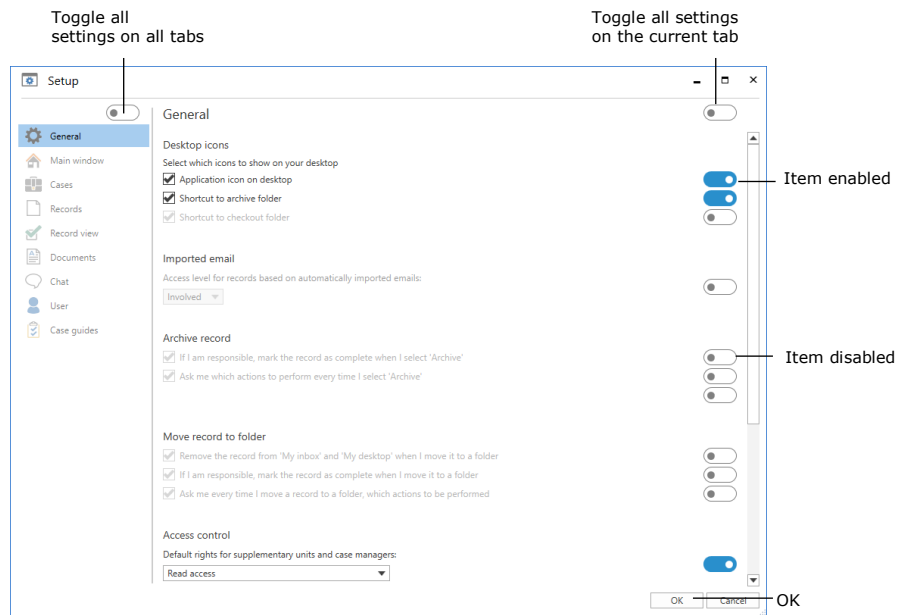 Toggle all
settings on all tabs
Toggle all settings
on the current tab
Setup
General
General
Main window
Cases
Records
Record view
Documents
Chat
User
Case guides
Desktop icons
Select which icons to show on your desktop
Application icon on desktop
Item enabled
Shortcut to archive folder
Shortcut to checkout folder
Imported email
Access level for records based on automatically imported emails:
Involved
Archive record
If I am responsible, mark the record as complete when I select 'Archive'
Item disabled
Ask me which actions to perform every time I select 'Archive'
Move record to folder
Remove the record from 'My inbox' and 'My desktop' when I move it to a folder
If I am responsible, mark the record as complete when I move it to a folder
Ask me every time I move a record to a folder, which actions to be performed
Access control
Default rights for supplementary units and case managers:
Read access
OK
Cancel
OK